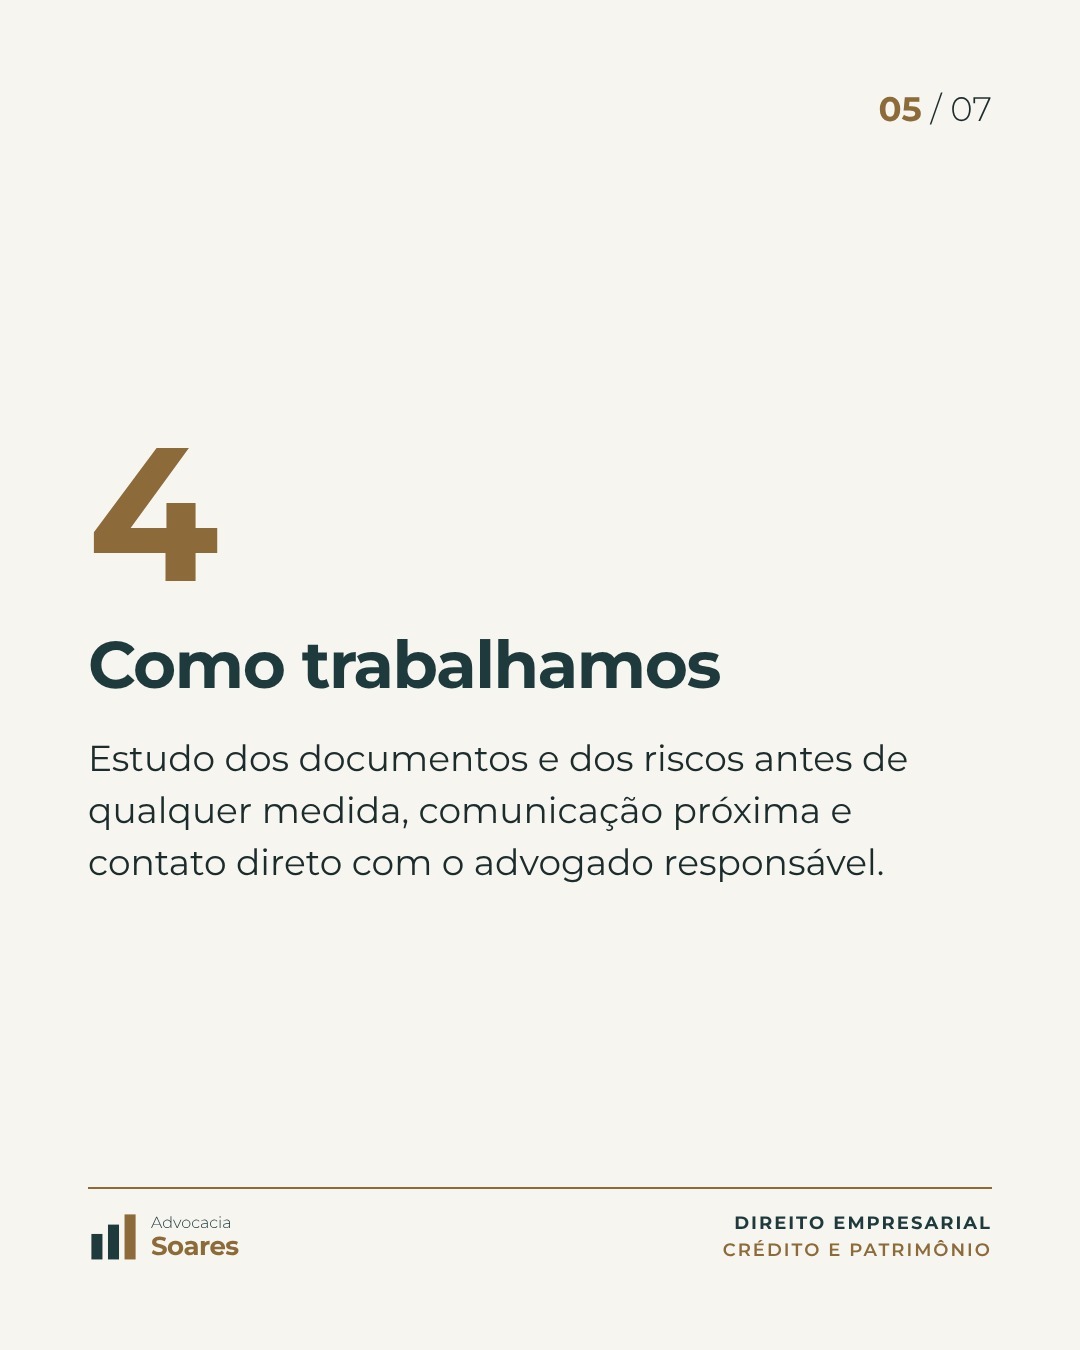 05 / 07
4
Como trabalhamos
Estudo dos documentos e dos riscos antes de
qualquer medida, comunicação próxima e
contato direto com o advogado responsável.
Advocacia
Soares
DIREITO EMPRESARIAL
CRÉDITO E PATRIMÔNIO